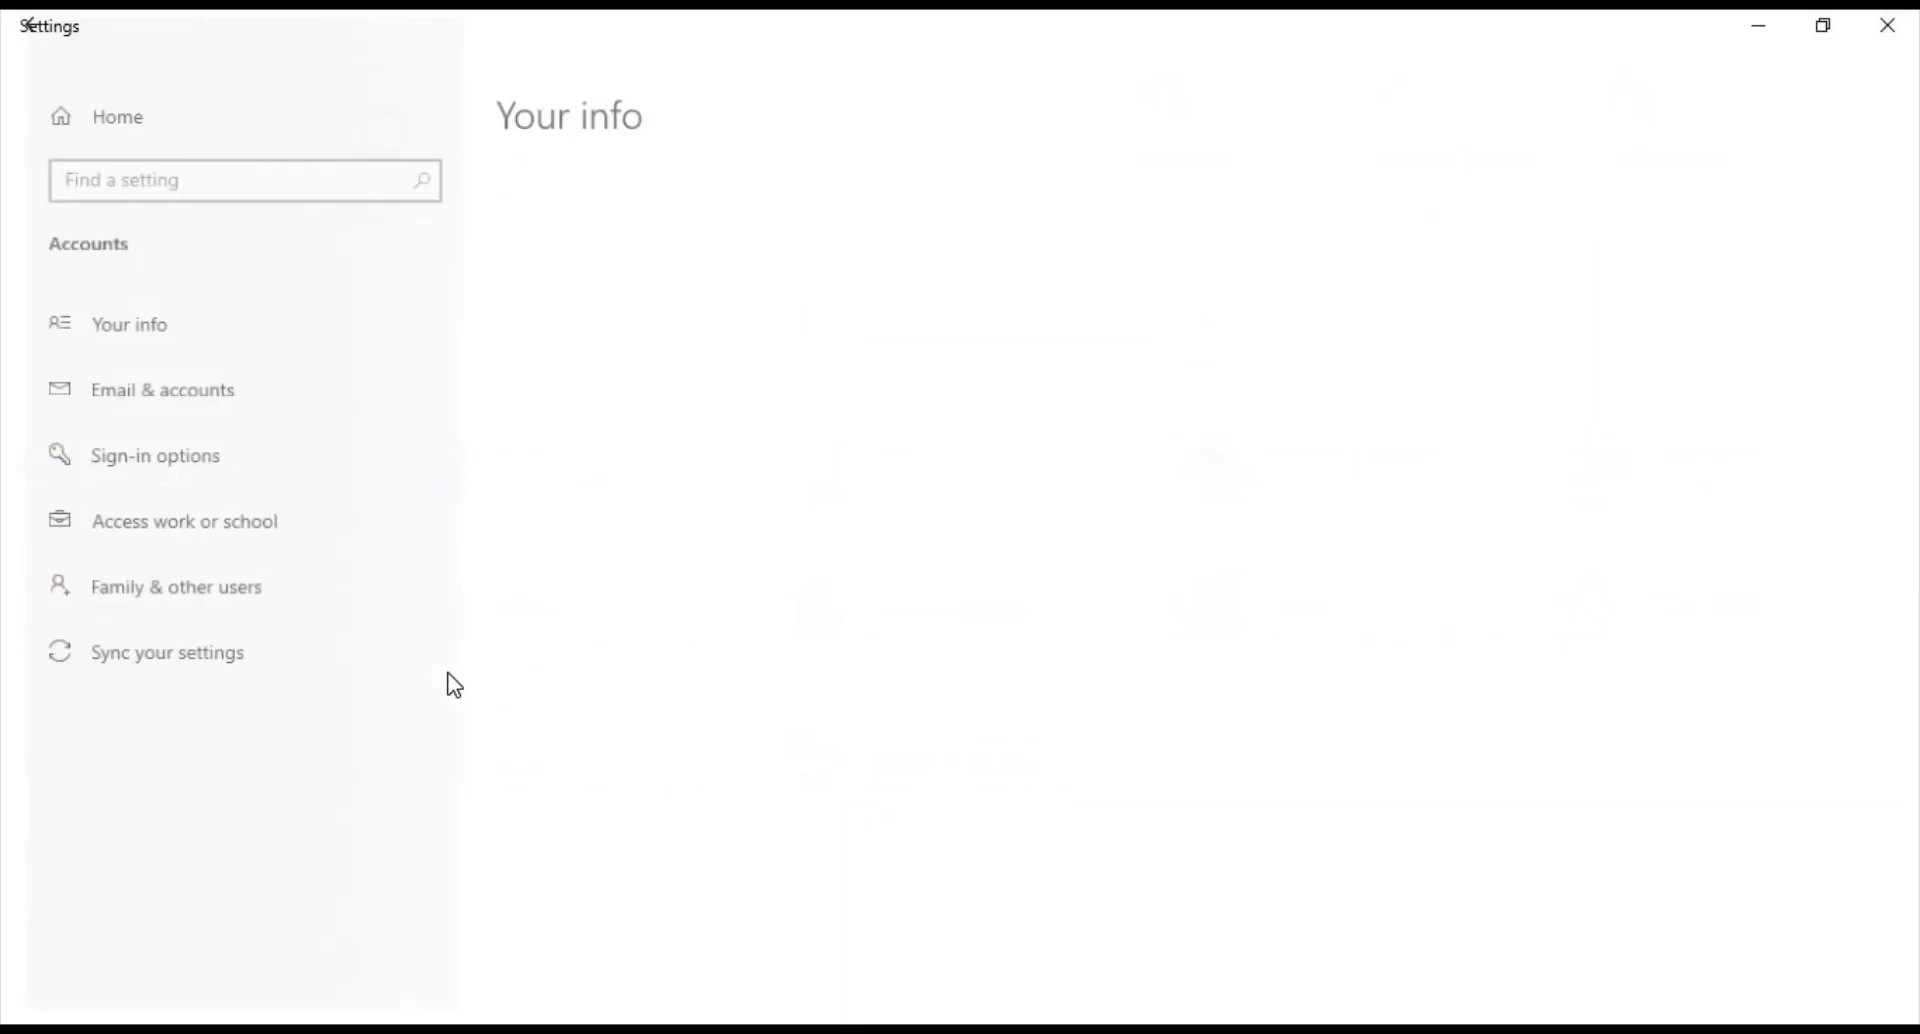 Settings
Home
Your info
Find a setting
Accounts
Your info
Email & accounts
Sign-in options
Access work or school
Family & other users
Sync your settings